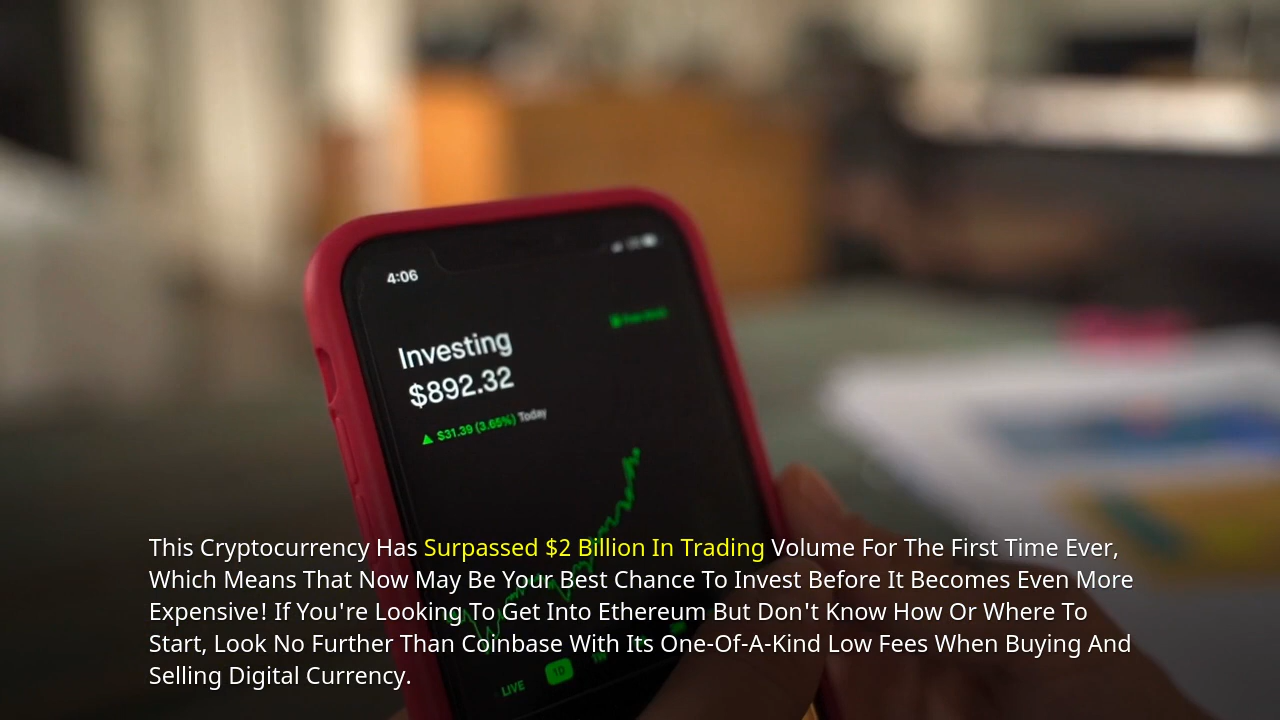 4:06
Investing
$892.32
▲ $31.39 (3.65%) Today
This Cryptocurrency Has Surpassed $2 Billion In Trading Volume For The First Time Ever,
Which Means That Now May Be Your Best Chance To Invest Before It Becomes Even More
Expensive! If You're Looking To Get Into Ethereum But Don't Know How Or Where To
Start, Look No Further Than Coinbase With Its One-Of-A-Kind Low Fees When Buying And
Selling Digital Currency.
LIVE
1D